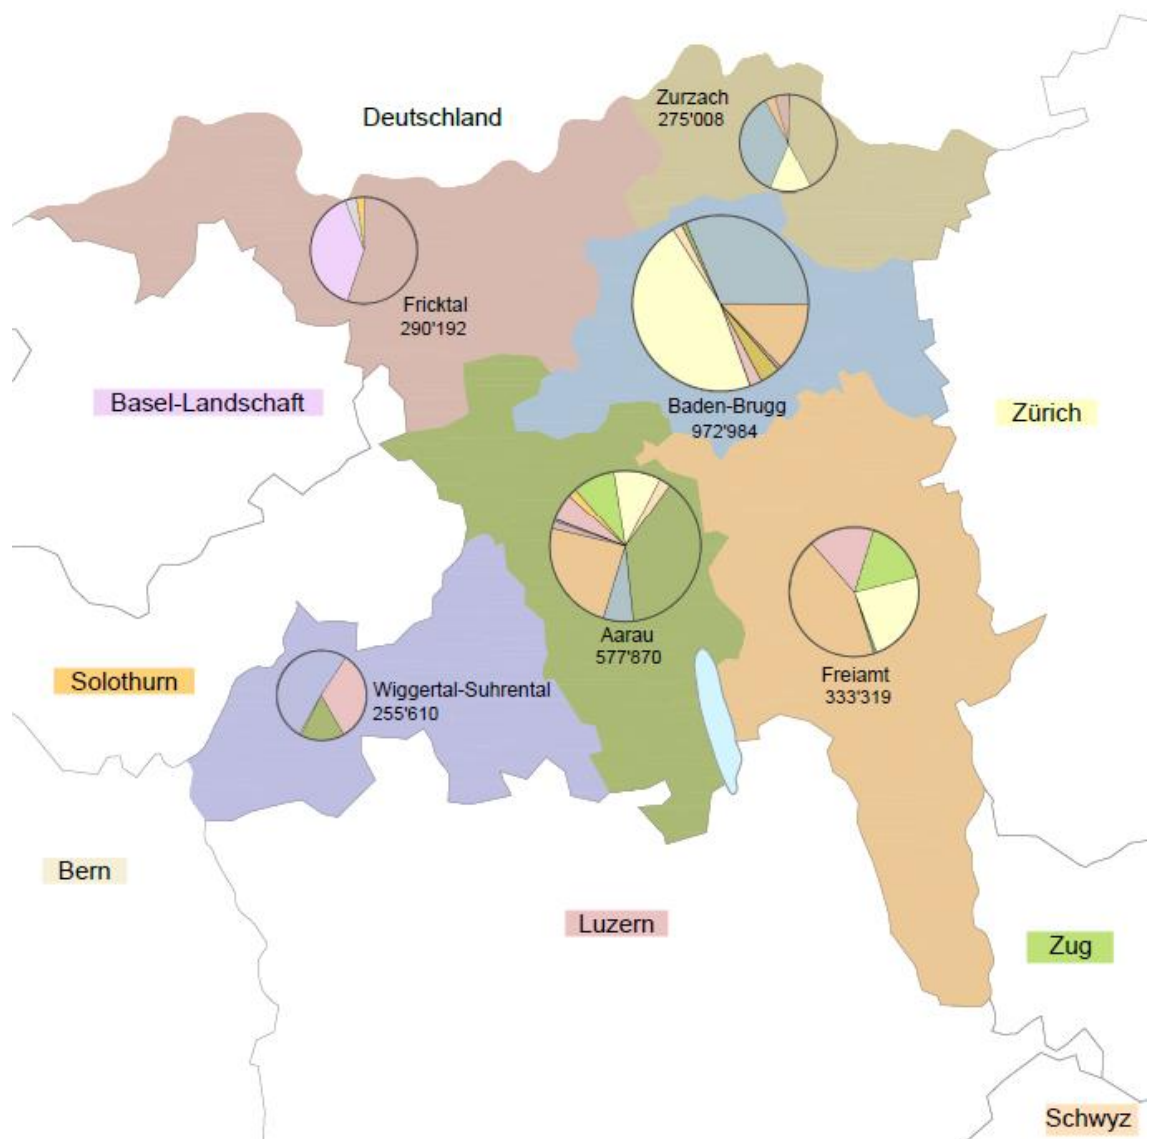 Zurzach
275'008
Deutschland
Fricktal
290'192
Basel-Landschaft
Baden-Brugg
972'984
Zürich
Aarau
577'870
Solothurn
Wiggertal-Suhrental
255'610
Freiamt
333'319
Bern
Luzern
Zug
Schwyz